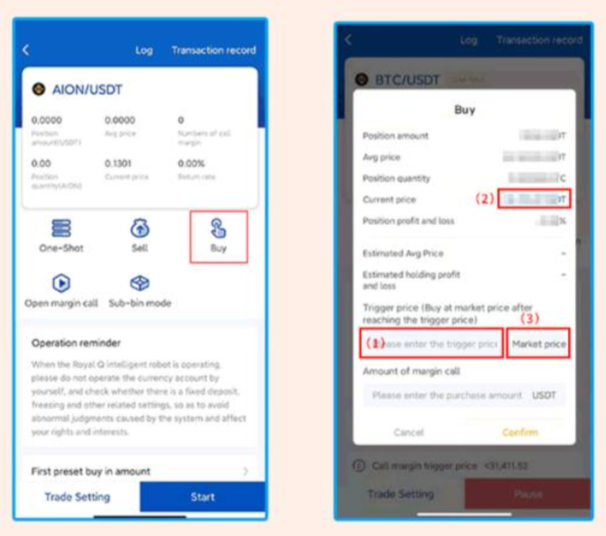 Log Transaction record
AION/USDT
0.0000 0.0000 0
Position Avg price Numbers of call
amount(USDT) margin
0.00 0.1301 0.00%
Position Current price Return rate
quantity(AION)
One-Shot Sell Buy
Open margin call Sub-bin mode
Operation reminder
When the Royal Q intelligent robot is operating,
please do not operate the currency account by
yourself, and check whether there is a fixed deposit,
freezing and other related settings, so as to avoid
abnormal judgments caused by the system and affect
your rights and interests.
First preset buy in amount
Trade Setting Start
Log Transaction record
BTC/USDT
Buy
Position amount
Avg price
Position quantity
Current price (2)
Position profit and loss %
Estimated Avg Price -
Estimated holding profit -
and loss
Trigger price (Buy at market price after
reaching the trigger price) (3)
(1) enter the trigger price Market price
Amount of margin call
Please enter the purchase amount USDT
Cancel Confirm
Call margin trigger price <31,411.52
Trade Setting Pause